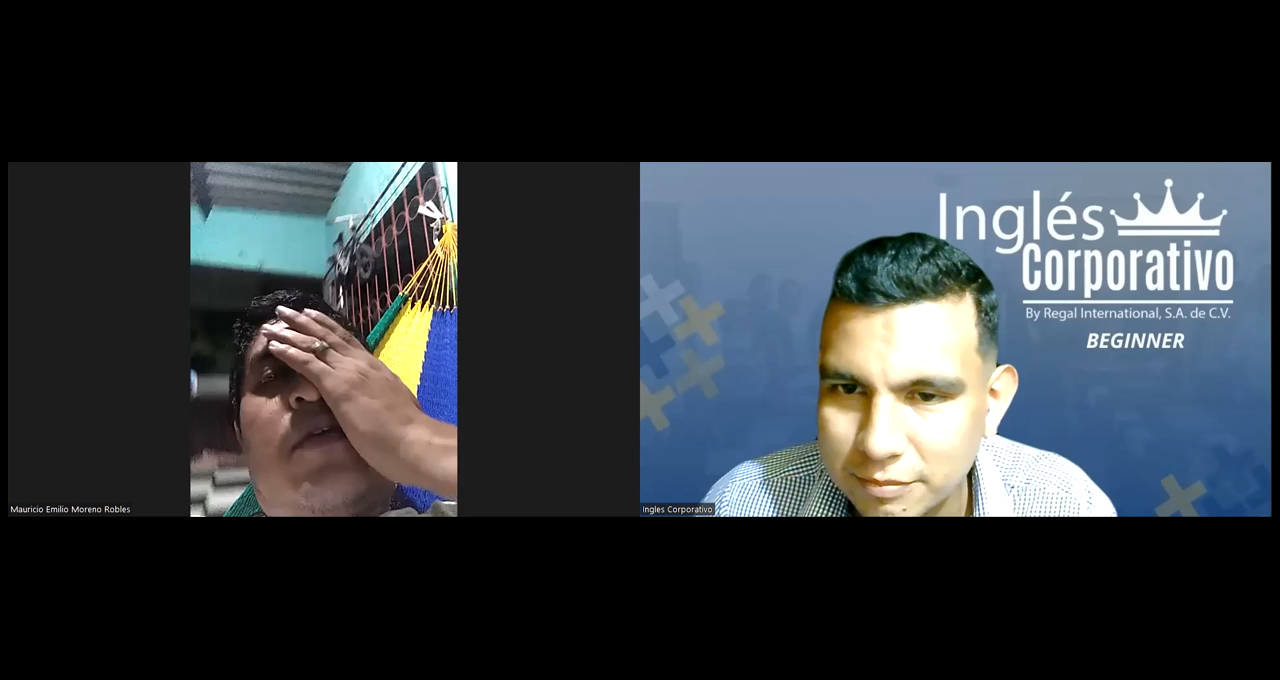 Inglés
Corporativo
By Regal International, S.A. de C.V.
BEGINNER
Mauricio Emilio Moreno Robles
Ingles Corporativo